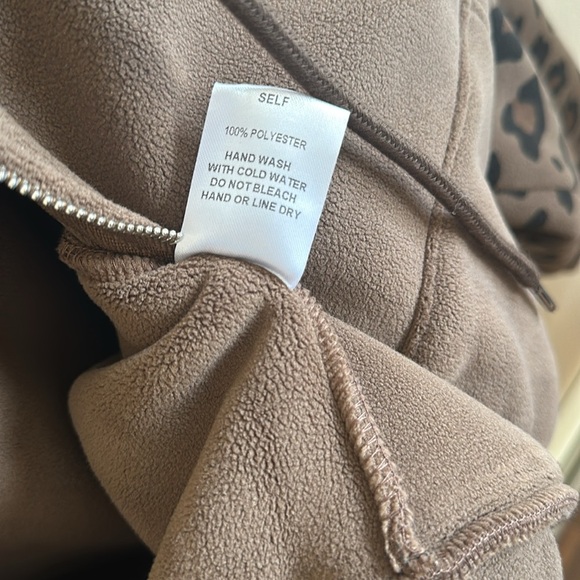 SELF
100% POLYESTER
HAND WASH
WITH COLD WATER
DO NOT BLEACH
HAND OR LINE DRY